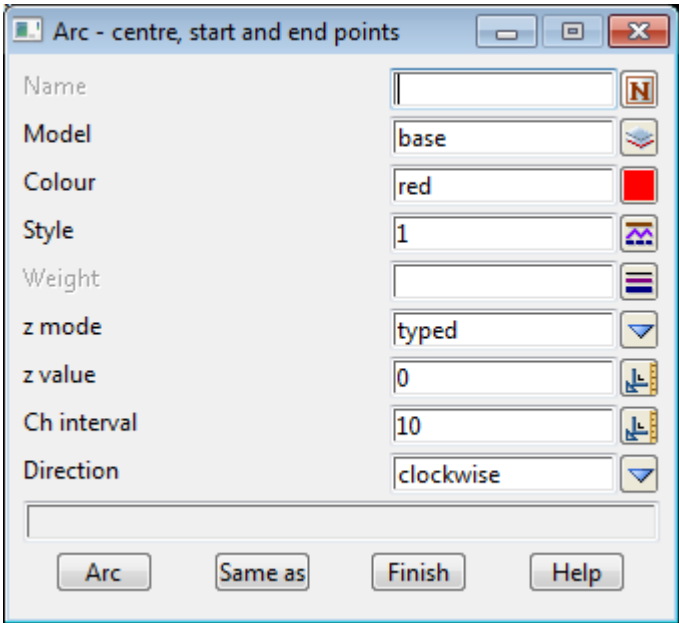 Arc - centre, start and end points
Name
N
Model base
Colour red
Style 1
Weight
z mode typed
z value 0
Ch interval 10
Direction clockwise
Arc Same as Finish Help